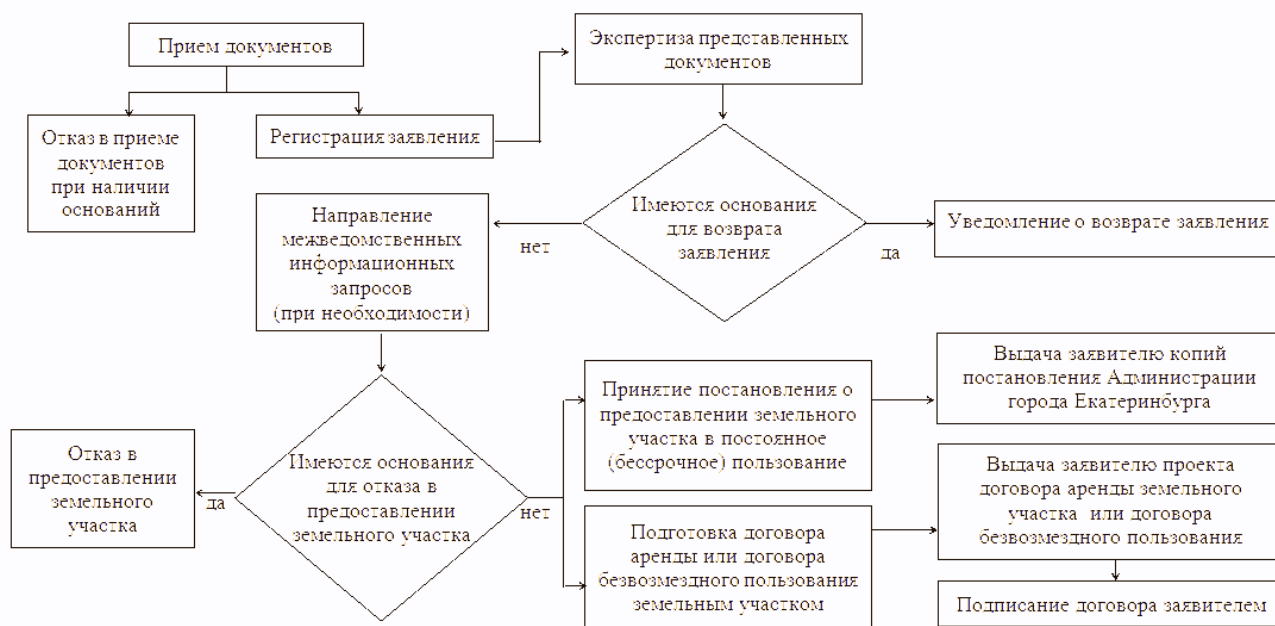 Прием документов
Отказ в приеме
документов
при наличии
оснований
Регистрация заявления
Экспертиза представленных
документов
Имеются основания
для возврата
заявления
нет
да
Уведомление о возврате заявления
Направление
межведомственных
информационных
запросов
(при необходимости)
Имеются основания
для отказа в
предоставлении
земельного участка
да
нет
Отказ в
предоставлении
земельного
участка
Принятие постановления о
предоставлении земельного
участка в постоянное
(бессрочное) пользование
Выдача заявителю копий
постановления Администрации
города Екатеринбурга
Подготовка договора
аренды или договора
безвозмездного пользования
земельным участком
Выдача заявителю проекта
договора аренды земельного
участка или договора
безвозмездного пользования
Подписание договора заявителем